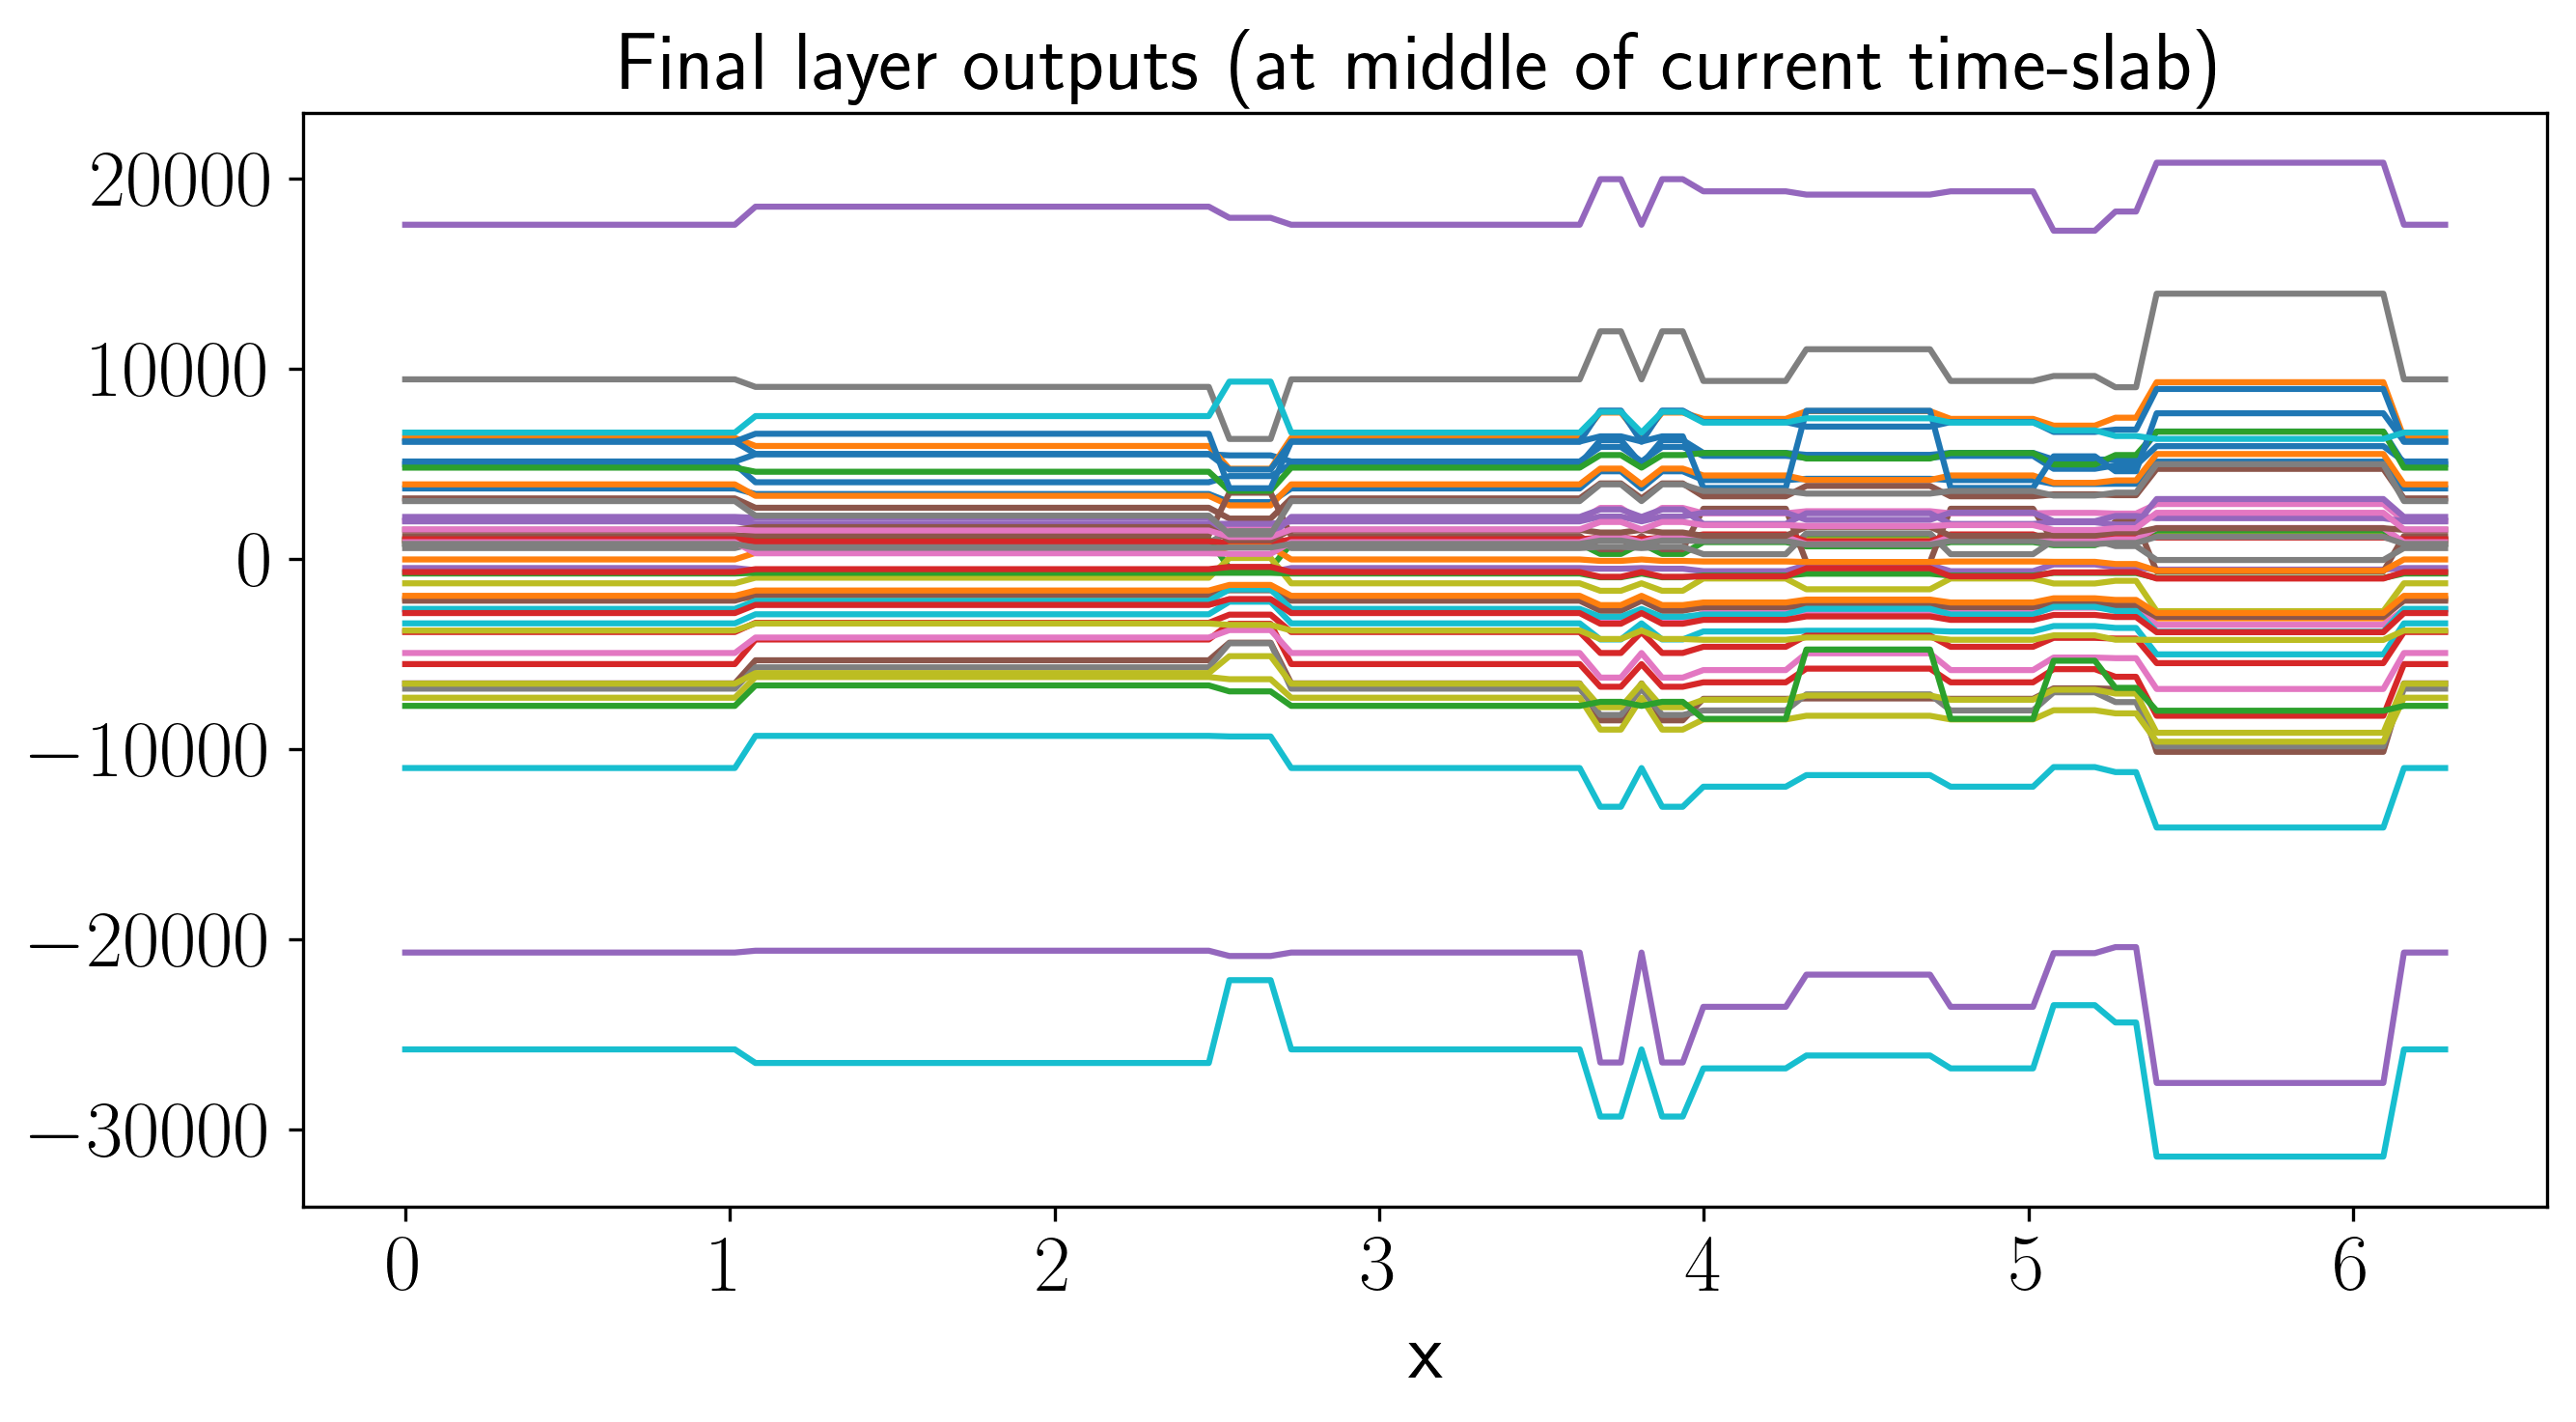 Final layer outputs (at middle of current time-slab)
20000
10000
0
−10000
−20000
−30000
0 1 2 3 4 5 6
x